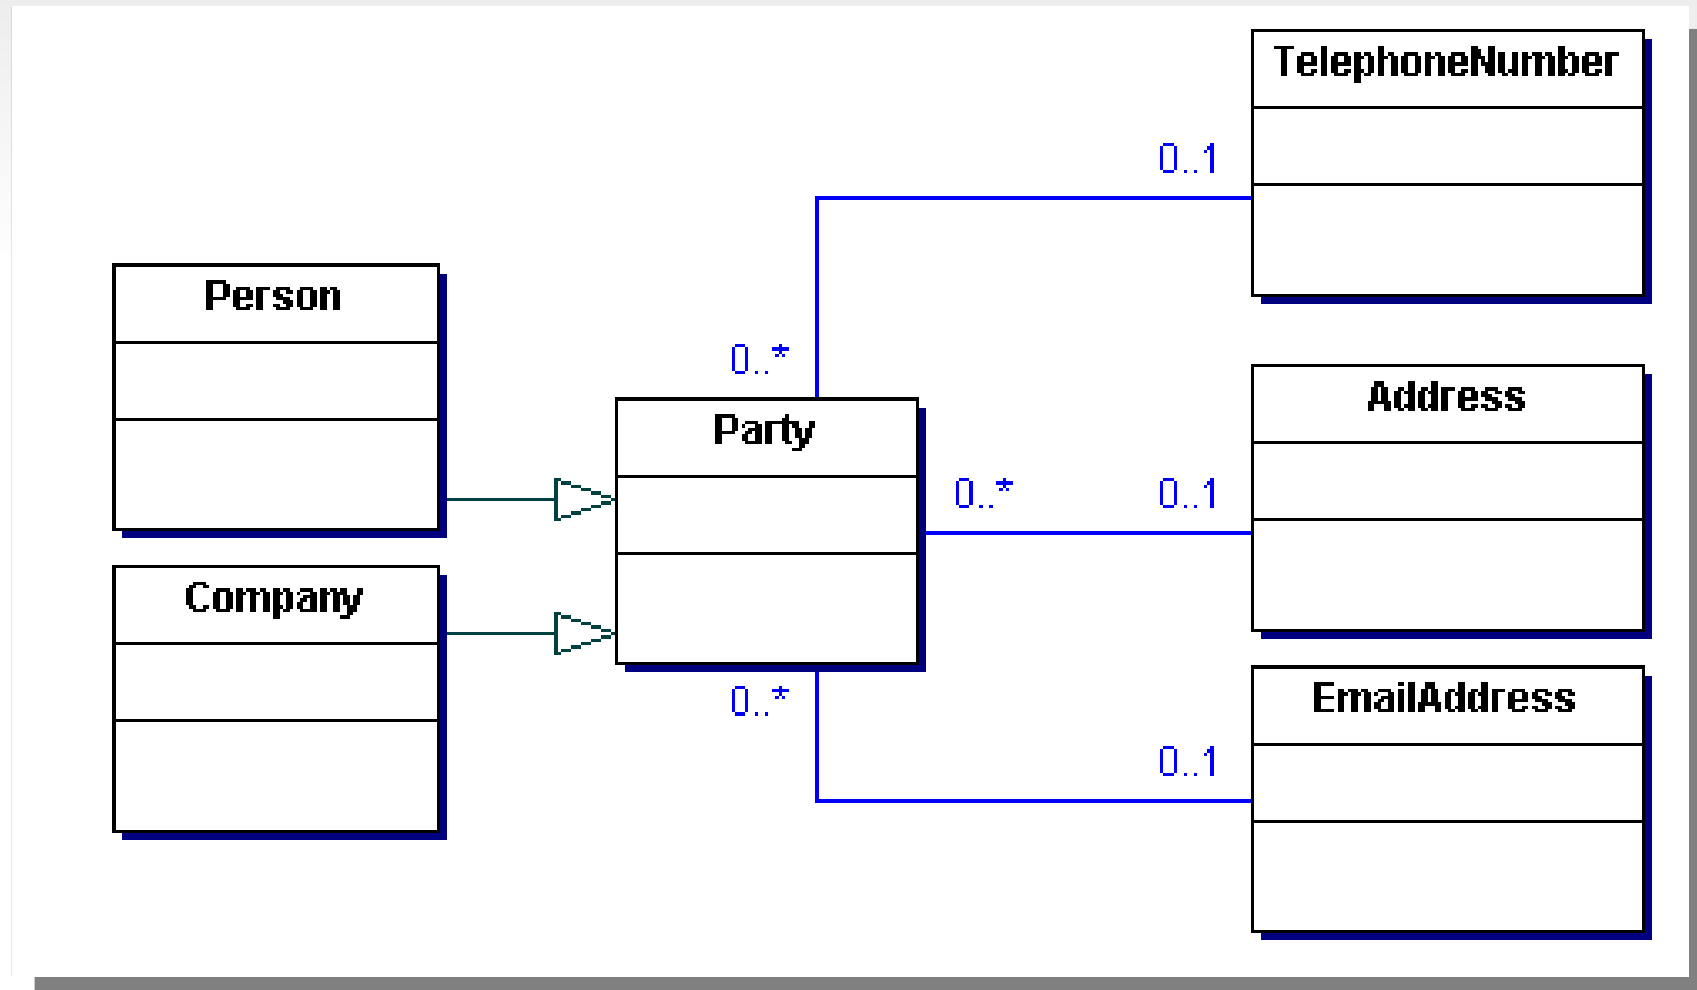 TelephoneNumber
0..1
Person
0..*
Party
Address
0..*
0..1
Company
0..*
EmailAddress
0..1